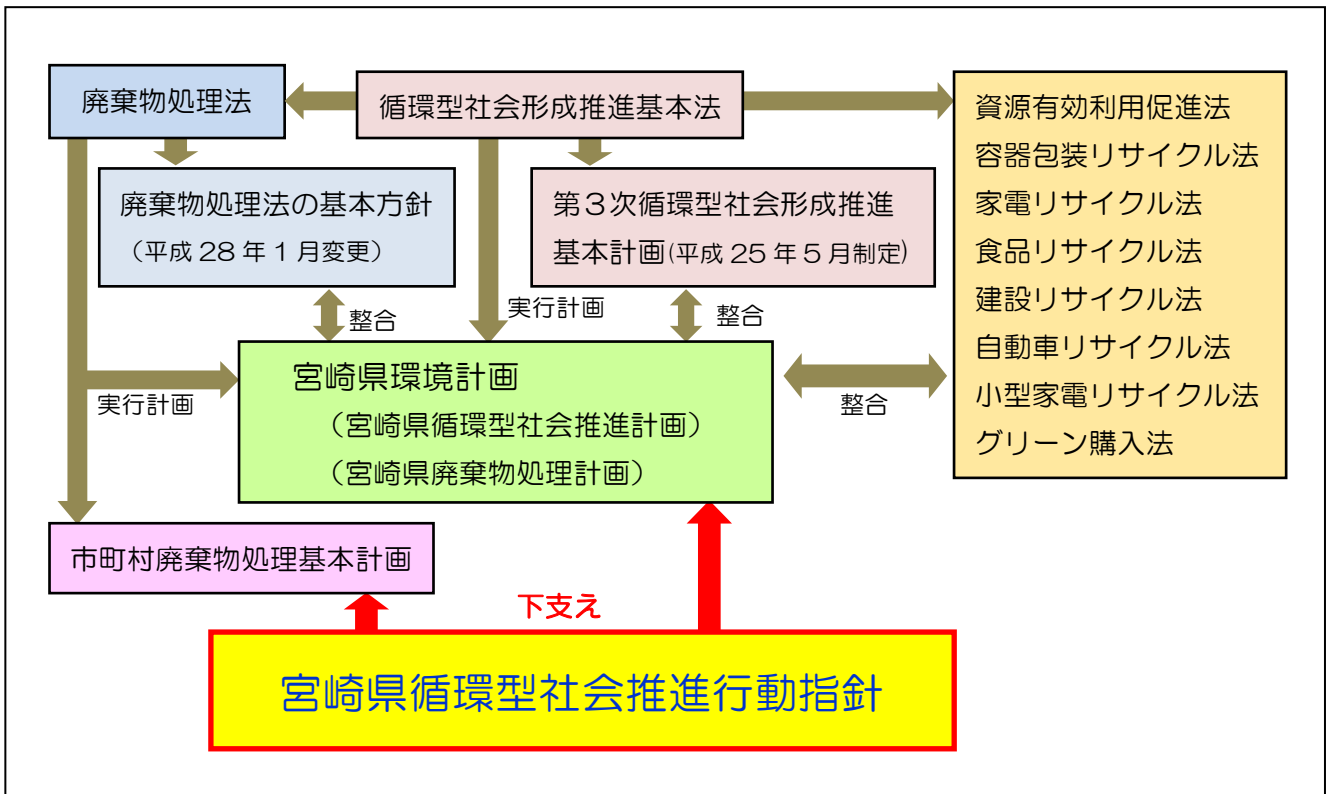 廃棄物処理法
循環型社会形成推進基本法
資源有効利用促進法
容器包装リサイクル法
家電リサイクル法
食品リサイクル法
建設リサイクル法
自動車リサイクル法
小型家電リサイクル法
グリーン購入法
廃棄物処理法の基本方針
（平成 28 年 1 月変更）
第３次循環型社会形成推進
基本計画(平成 25 年 5 月制定)
整合
実行計画
整合
実行計画
宮崎県環境計画
（宮崎県循環型社会推進計画）
（宮崎県廃棄物処理計画）
整合
市町村廃棄物処理基本計画
下支え
宮崎県循環型社会推進行動指針